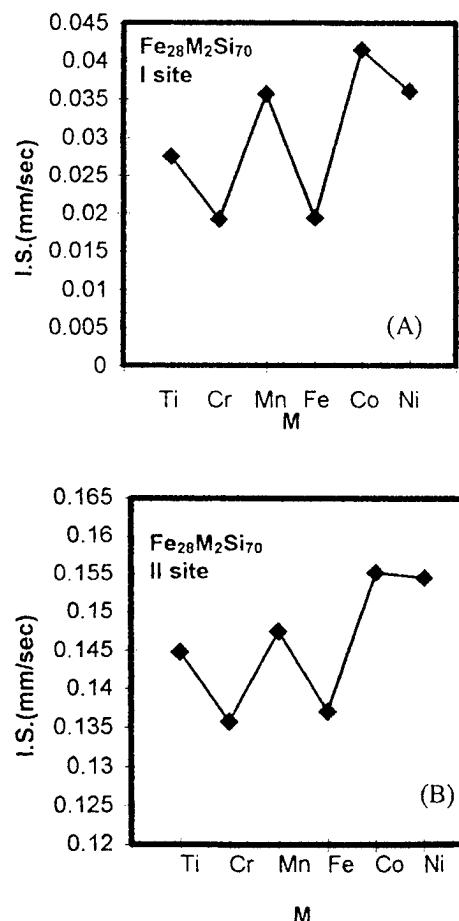 0.045
Fe₂₈M₂Si₇₀
I site
0.04
0.035
0.03
0.025
0.02
0.015
0.01
0.005
0
I.S.(mm/sec)
(A)
Ti Cr Mn Fe Co Ni
M
0.165
0.16
Fe₂₈M₂Si₇₀
II site
0.155
0.15
0.145
0.14
0.135
0.13
0.125
0.12
I.S.(mm/sec)
(B)
Ti Cr Mn Fe Co Ni
M